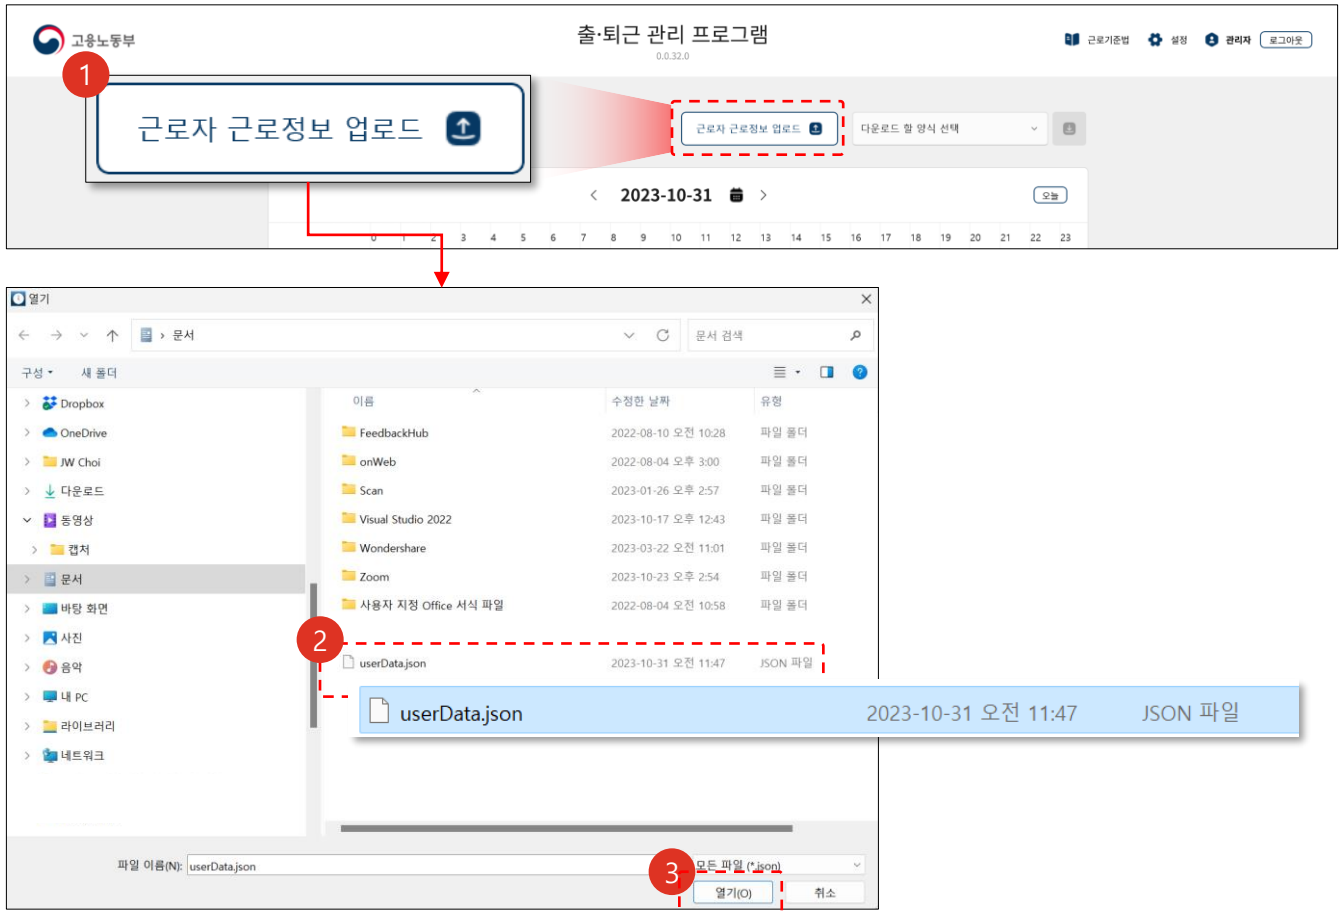 고용노동부
출·퇴근 관리 프로그램
0.0.32.0
근로기준법 설정 관리자 로그아웃
1
근로자 근로정보 업로드
근로자 근로정보 업로드 다운로드 할 양식 선택
2023-10-31 오늘
0 1 2 3 4 5 6 7 8 9 10 11 12 13 14 15 16 17 18 19 20 21 22 23
열기
문서 문서 검색
구성 새 폴더
이름 수정한 날짜 유형
Dropbox
OneDrive
JW Choi
다운로드
동영상
캡처
문서
바탕 화면
사진
음악
내 PC
라이브러리
네트워크
FeedbackHub 2022-08-10 오전 10:28 파일 폴더
onWeb 2022-08-04 오후 3:00 파일 폴더
Scan 2023-01-26 오후 2:57 파일 폴더
Visual Studio 2022 2023-10-17 오후 12:43 파일 폴더
Wondershare 2023-03-22 오전 11:01 파일 폴더
Zoom 2023-10-23 오후 2:54 파일 폴더
사용자 지정 Office 서식 파일 2022-08-04 오전 10:58 파일 폴더
2
userData.json 2023-10-31 오전 11:47 JSON 파일
userData.json 2023-10-31 오전 11:47 JSON 파일
파일 이름(N): userData.json 모든 파일 (*.json)
3
열기(O) 취소